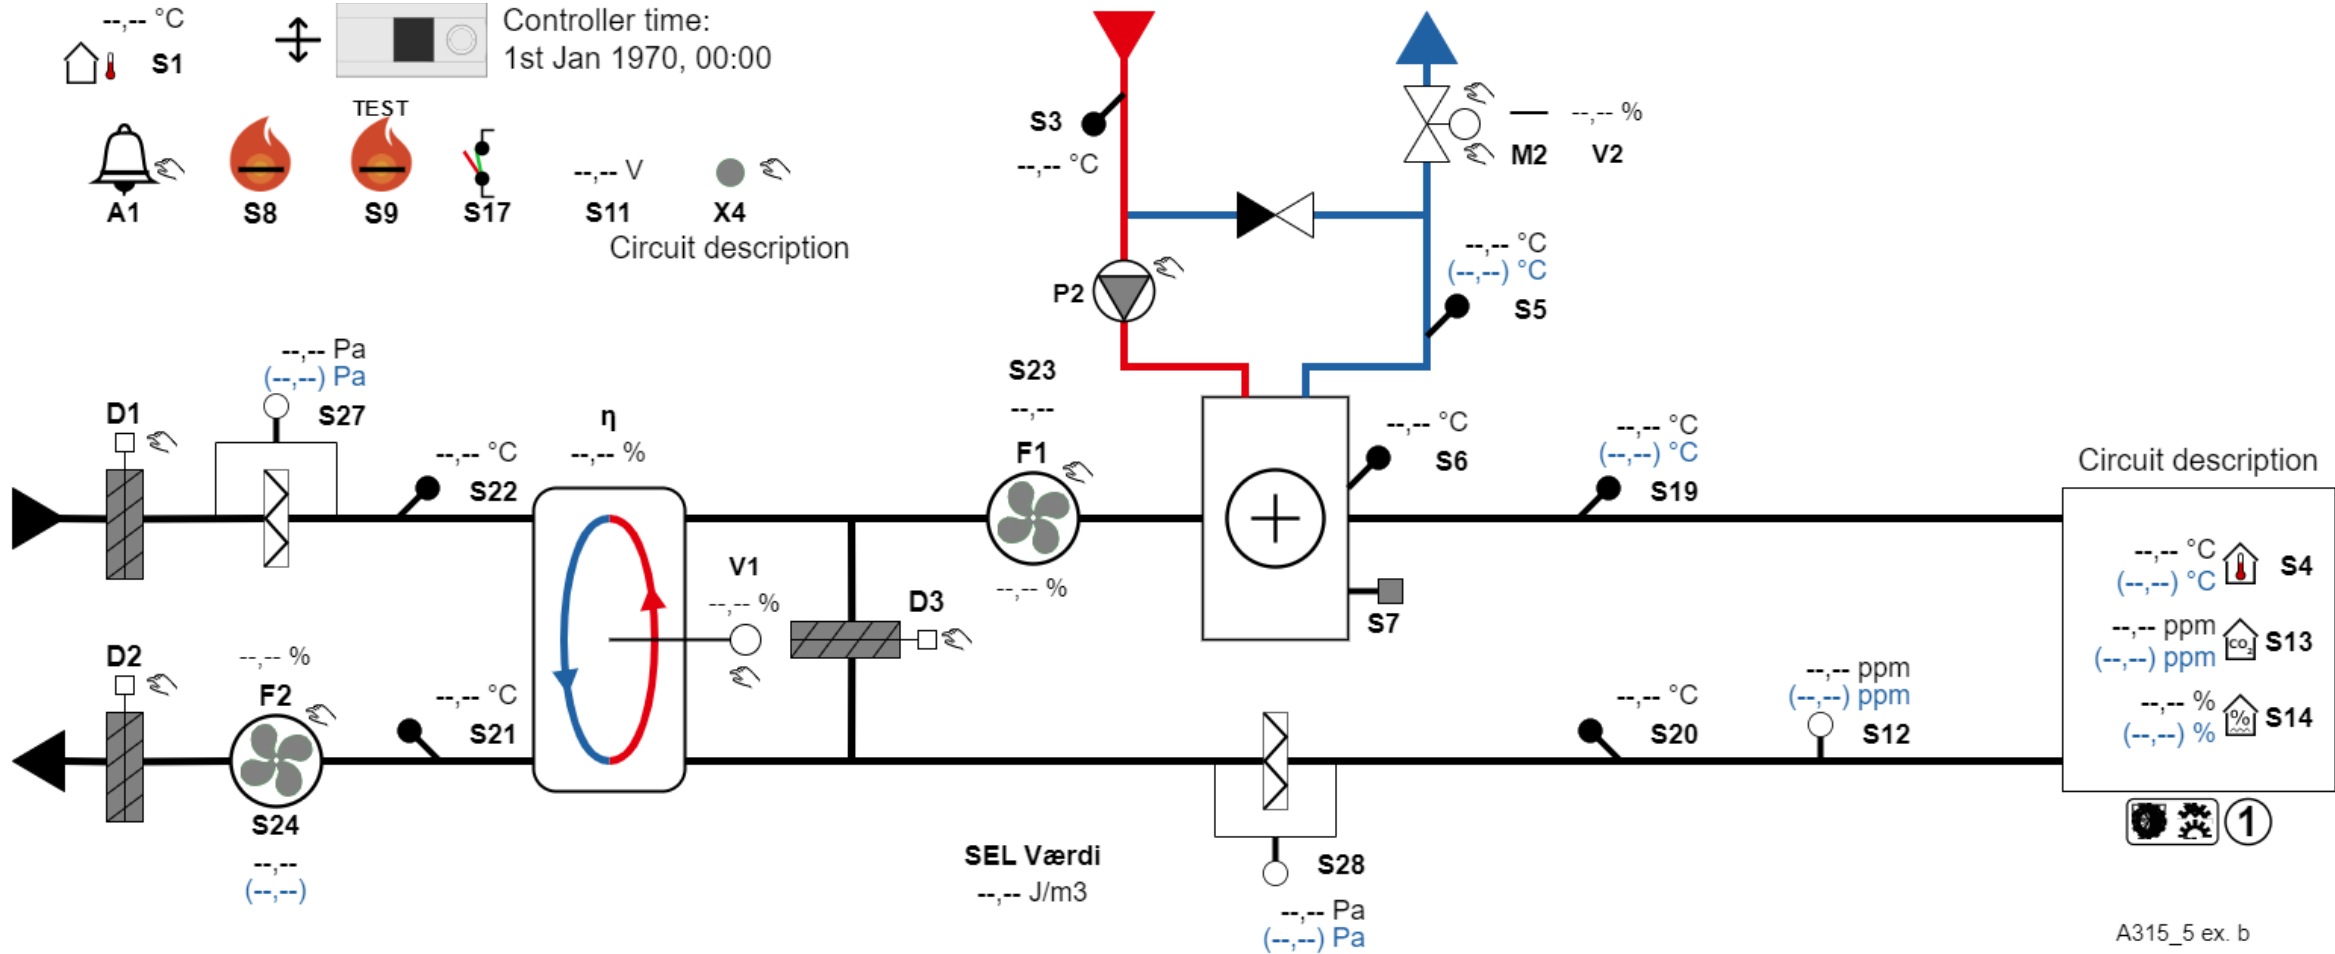 --,-- °C
S1
Controller time:
1st Jan 1970, 00:00
A1
S8
TEST
S9
S17
--,-- V
S11
X4
Circuit description
S3
--,-- °C
--,-- %
M2
V2
--,-- °C
(--,--) °C
S5
P2
--,-- Pa
(--,--) Pa
S27
D1
--,-- °C
S22
η
--,-- %
S23
--,--
F1
--,-- %
--,-- °C
S6
--,-- °C
(--,--) °C
S19
Circuit description
--,-- °C
(--,--) °C
S4
--,-- ppm
(--,--) ppm
CO2
S13
--,-- %
(--,--) %
%
S14
V1
--,-- %
D3
S7
D2
--,-- %
F2
S24
--,--
(--,--)
--,-- °C
S21
--,-- °C
S20
--,-- ppm
(--,--) ppm
S12
1
SEL Værdi
--,-- J/m3
S28
--,-- Pa
(--,--) Pa
A315_5 ex. b